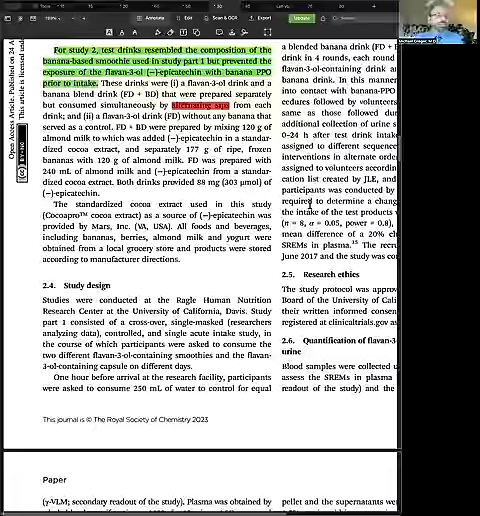 Annotate
Edit
Scan & OCR
Export
Search
Michael Greger, M.D.
Open Access Article. Published on 24 A
This article is licensed unde
(cc) BY-NC
For study 2, test drinks resembled the composition of the
banana-based smoothie used in study part 1 but prevented the
exposure of the flavan-3-ol (−)-epicatechin with banana PPO
prior to intake. These drinks were (i) a flavan-3-ol drink and a
banana blend drink (FD + BD) that were prepared separately
but consumed simultaneously by alternating sips from each
drink; and (ii) a flavan-3-ol drink (FD) without any banana that
served as a control. FD + BD were prepared by mixing 120 g of
almond milk to which was added (−)-epicatechin in a standar-
dized cocoa extract, and separately 177 g of ripe, frozen
bananas with 120 g of almond milk. FD was prepared with
240 mL of almond milk and (−)-epicatechin from a standar-
dized cocoa extract. Both drinks provided 88 mg (303 μmol) of
(−)-epicatechin.
The standardized cocoa extract used in this study
(Cocoapro™ cocoa extract) as a source of (−)-epicatechin was
provided by Mars, Inc. (VA, USA). All foods and beverages,
including bananas, berries, almond milk and yogurt were
obtained from a local grocery store and products were stored
according to manufacturer directions.
2.4. Study design
Studies were conducted at the Ragle Human Nutrition
Research Center at the University of California, Davis. Study
part 1 consisted of a cross-over, single-masked (researchers
analyzing data), controlled, and single acute intake study, in
the course of which participants were asked to consume the
two different flavan-3-ol-containing smoothies and the flavan-
3-ol-containing capsule on different days.
One hour before arrival at the research facility, participants
were asked to consume 250 mL of water to control for equal
a blended banana drink (FD + 
drink in 4 rounds, each round
flavan-3-ol-containing drink
banana drink. In this manner
into contact with banana-PPO
cedures followed by volunteers
same as those followed du
additional collection of urine s
0–24 h after test drink intake
assigned to different sequence
interventions in alternate orde
assigned to volunteers accordin
cation list created by JLE, and
participants was conducted by
required to determine a chang
the intake of the test products
(n = 8, α = 0.05, power = 0.8),
mean difference of a 20% ch
SREMs in plasma.35 The recru
June 2017 and the study was con
2.5. Research ethics
The study protocol was approv
Board of the University of Cali
their written informed consen
registered at clinicaltrials.gov as
2.6. Quantification of flavan-3
urine
Blood samples were collected u
assess the SREMs in plasma
readout of the study) and the
This journal is © The Royal Society of Chemistry 2023
Paper
(γ-VLM; secondary readout of the study). Plasma was obtained by
pellet and the supernatants wer